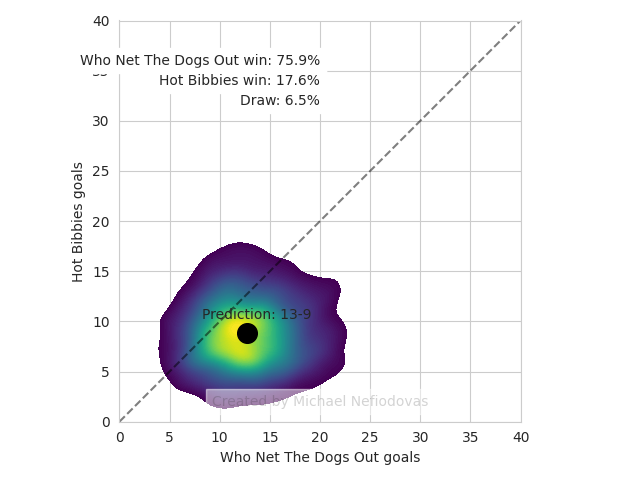 40
Who Net The Dogs Out win: 75.9%
Hot Bibbies win: 17.6%
Draw: 6.5%
30
25
20
15
10
5
0
Hot Bibbies goals
Prediction: 13-9
Created by Michael Nefiodovas
0 5 10 15 20 25 30 35 40
Who Net The Dogs Out goals